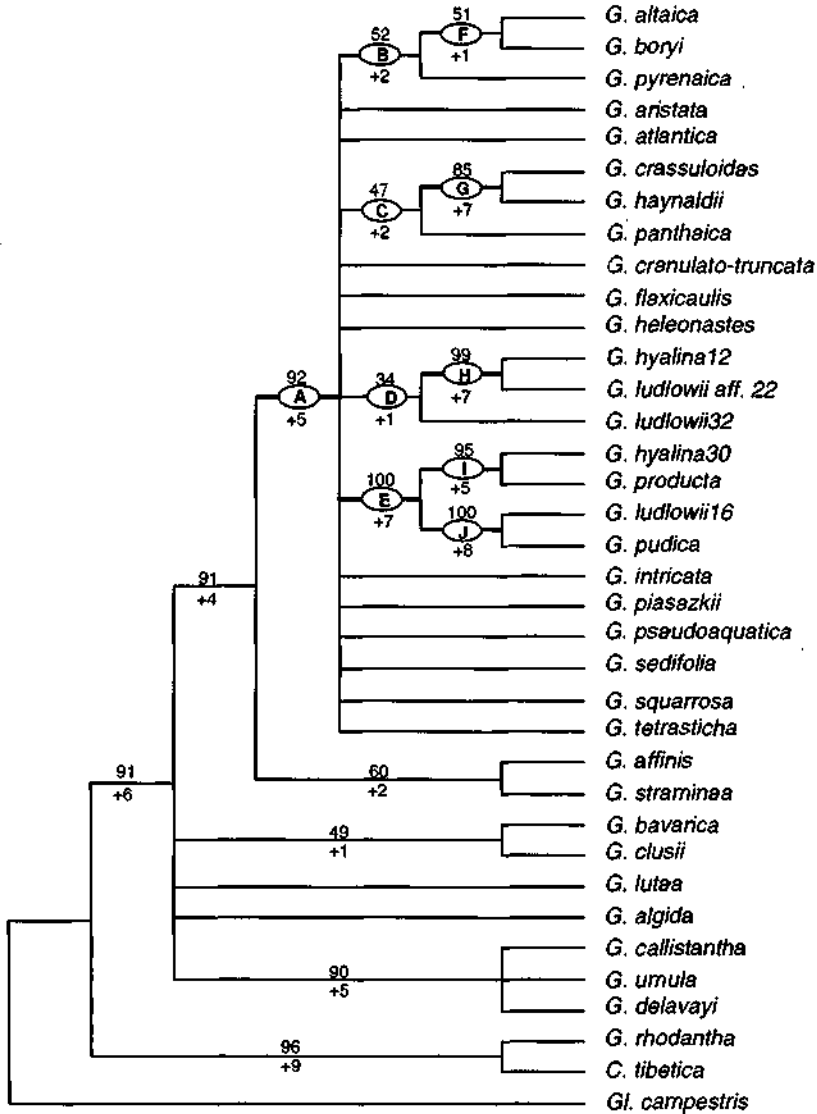 51
G. altaica
52
F
B
G. boryi
+1
+2
G. pyrenaica
G. aristata
G. atlantica
85
G. crassuloides
47
G
C
G. haynaldii
+7
+2
G. panthaica
G. crenulato-truncata
G. flexicaulis
G. heleonastes
99
G. hyalina12
92
34
H
A
D
G. ludlowii aff. 22
+7
+5
+1
G. ludlowii32
95
G. hyalina30
100
I
E
G. producta
+5
+7
100
G. ludlowii16
J
G. pudica
+8
91
G. intricata
+4
G. piasezkii
G. pseudoaquatica
G. sedifolia
G. squarrosa
G. tetrasticha
91
60
G. affinis
+6
+2
G. straminea
49
G. bavarica
+1
G. clusii
G. lutea
G. algida
90
G. callistantha
+5
G. urnula
G. delavayi
96
G. rhodantha
+9
C. tibetica
Gl. campestris